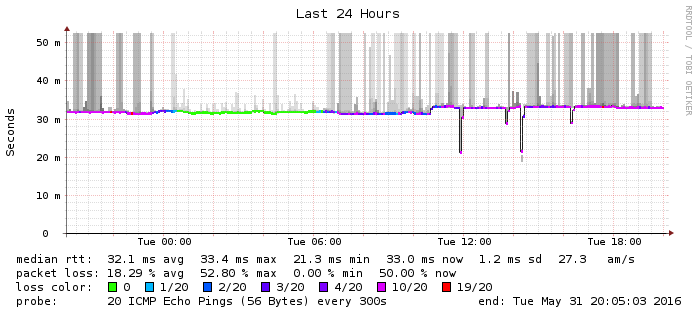 Last 24 Hours
RRDTOOL / TOBI OETIKER
Seconds
50 m
40 m
30 m
20 m
10 m
0
Tue 00:00 Tue 06:00 Tue 12:00 Tue 18:00
median rtt: 32.1 ms avg 33.4 ms max 21.3 ms min 33.0 ms now 1.2 ms sd 27.3 am/s
packet loss: 18.29 % avg 52.80 % max 0.00 % min 50.00 % now
loss color: 0 1/20 2/20 3/20 4/20 10/20 19/20
probe: 20 ICMP Echo Pings (56 Bytes) every 300s end: Tue May 31 20:05:03 2016